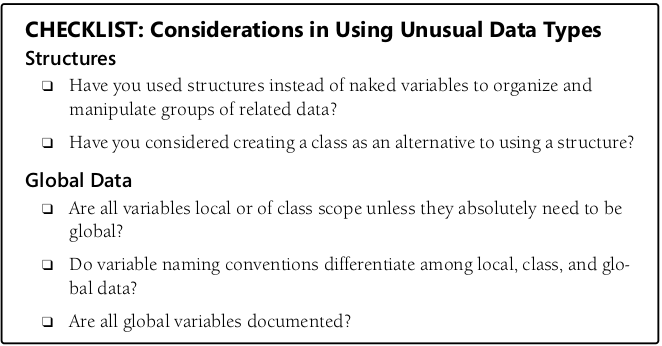 CHECKLIST: Considerations in Using Unusual Data Types
Structures
❑ Have you used structures instead of naked variables to organize and
manipulate groups of related data?
❑ Have you considered creating a class as an alternative to using a structure?
Global Data
❑ Are all variables local or of class scope unless they absolutely need to be
global?
❑ Do variable naming conventions differentiate among local, class, and glo-
bal data?
❑ Are all global variables documented?